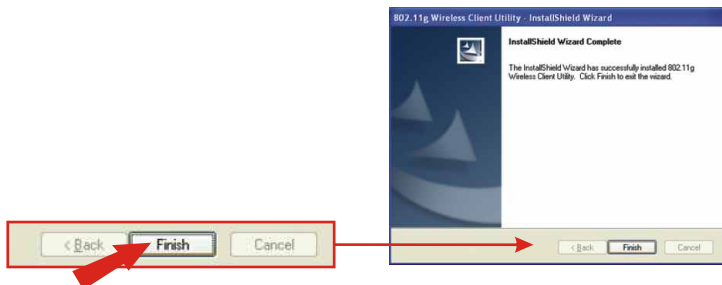 802.11g Wireless Client Utility - InstallShield Wizard
InstallShield Wizard Complete
The InstallShield Wizard has successfully installed 802.11g
Wireless Client Utility. Click Finish to exit the wizard.
< Back Finish Cancel
< Back Finish Cancel